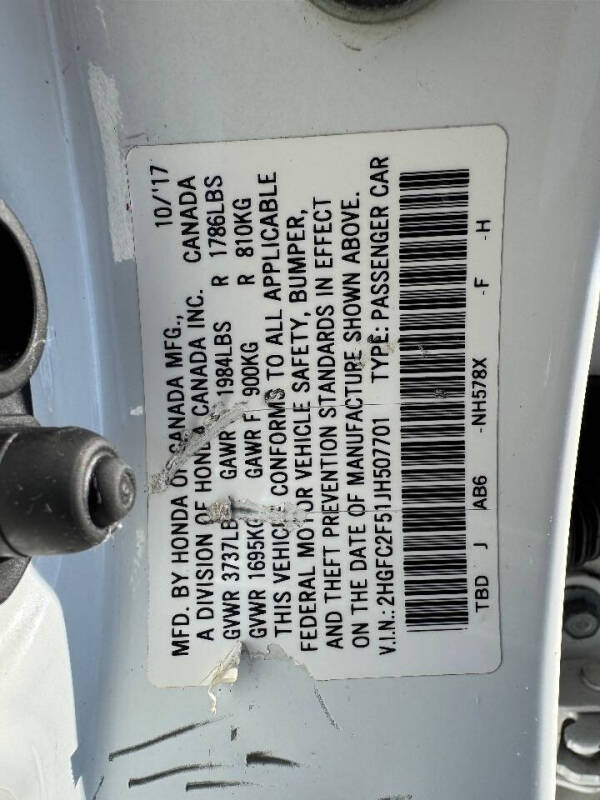 MFD. BY HONDA OF CANADA MFG., 10/'17
A DIVISION OF HONDA CANADA INC. CANADA
GVWR 3737LBS GAWR F 1984LBS R 1786LBS
GVWR 1695KG GAWR F 900KG R 810KG
THIS VEHICLE CONFORMS TO ALL APPLICABLE
FEDERAL MOTOR VEHICLE SAFETY, BUMPER,
AND THEFT PREVENTION STANDARDS IN EFFECT
ON THE DATE OF MANUFACTURE SHOWN ABOVE.
V.I.N.: 2HGFC2F51JH507701 TYPE: PASSENGER CAR
TBD J AB6 -NH578X -F -H